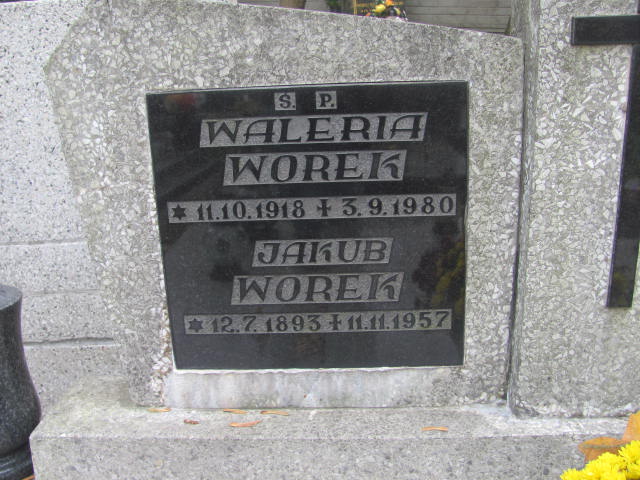 S. P.
WALERIA
WOREK
* 11.10.1918 ✝ 3.9.1980
JAKUB
WOREK
* 12.7.1893 ✝ 11.11.1957